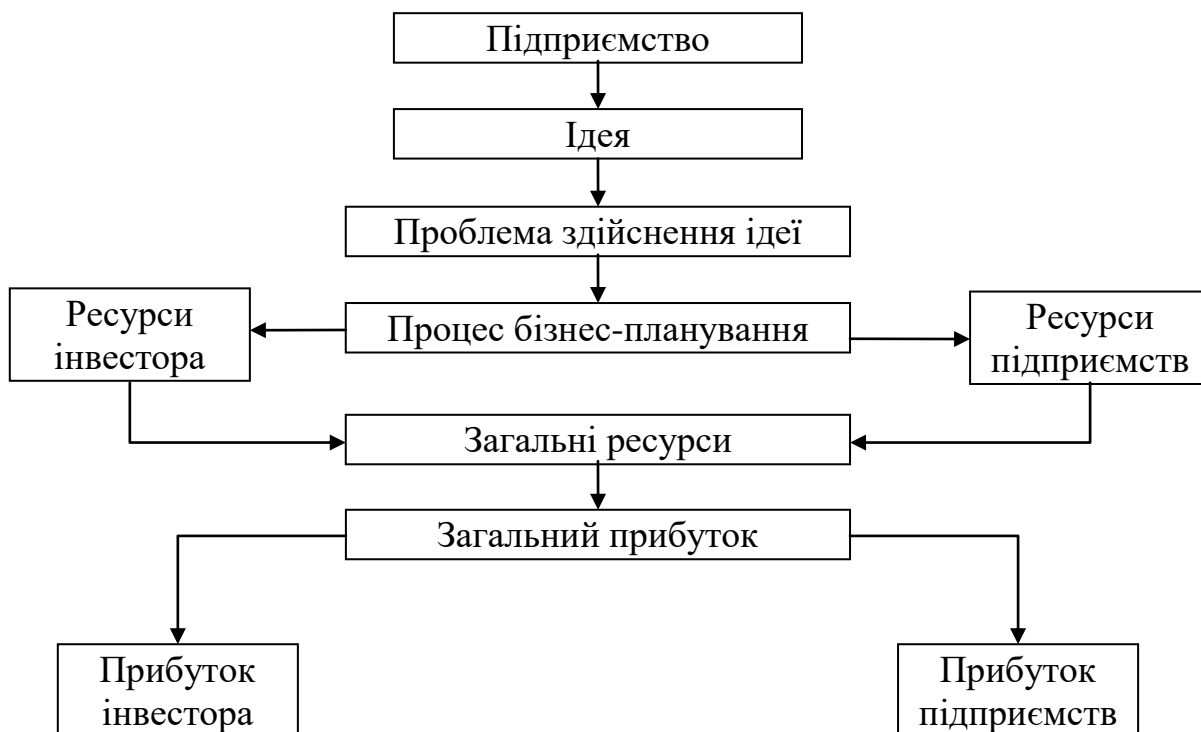 Підприємство
Ідея
Проблема здійснення ідеї
Ресурси
інвестора
Процес бізнес-планування
Ресурси
підприємств
Загальні ресурси
Загальний прибуток
Прибуток
інвестора
Прибуток
підприємств